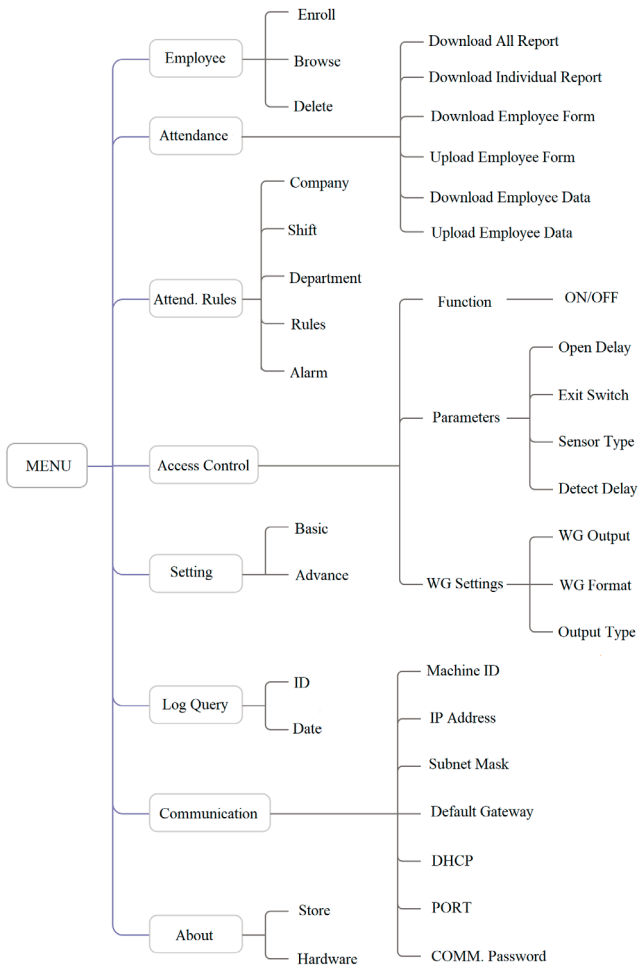 MENU
Employee
Enroll
Browse
Delete
Attendance
Download All Report
Download Individual Report
Download Employee Form
Upload Employee Form
Download Employee Data
Upload Employee Data
Attend. Rules
Company
Shift
Department
Rules
Alarm
Access Control
Function
ON/OFF
Parameters
Open Delay
Exit Switch
Sensor Type
Detect Delay
WG Settings
WG Output
WG Format
Output Type
Setting
Basic
Advance
Log Query
ID
Date
Communication
Machine ID
IP Address
Subnet Mask
Default Gateway
DHCP
PORT
COMM. Password
About
Store
Hardware